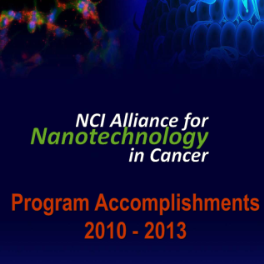 NCI Alliance for
Nanotechnology
in Cancer
Program Accomplishments
2010 - 2013